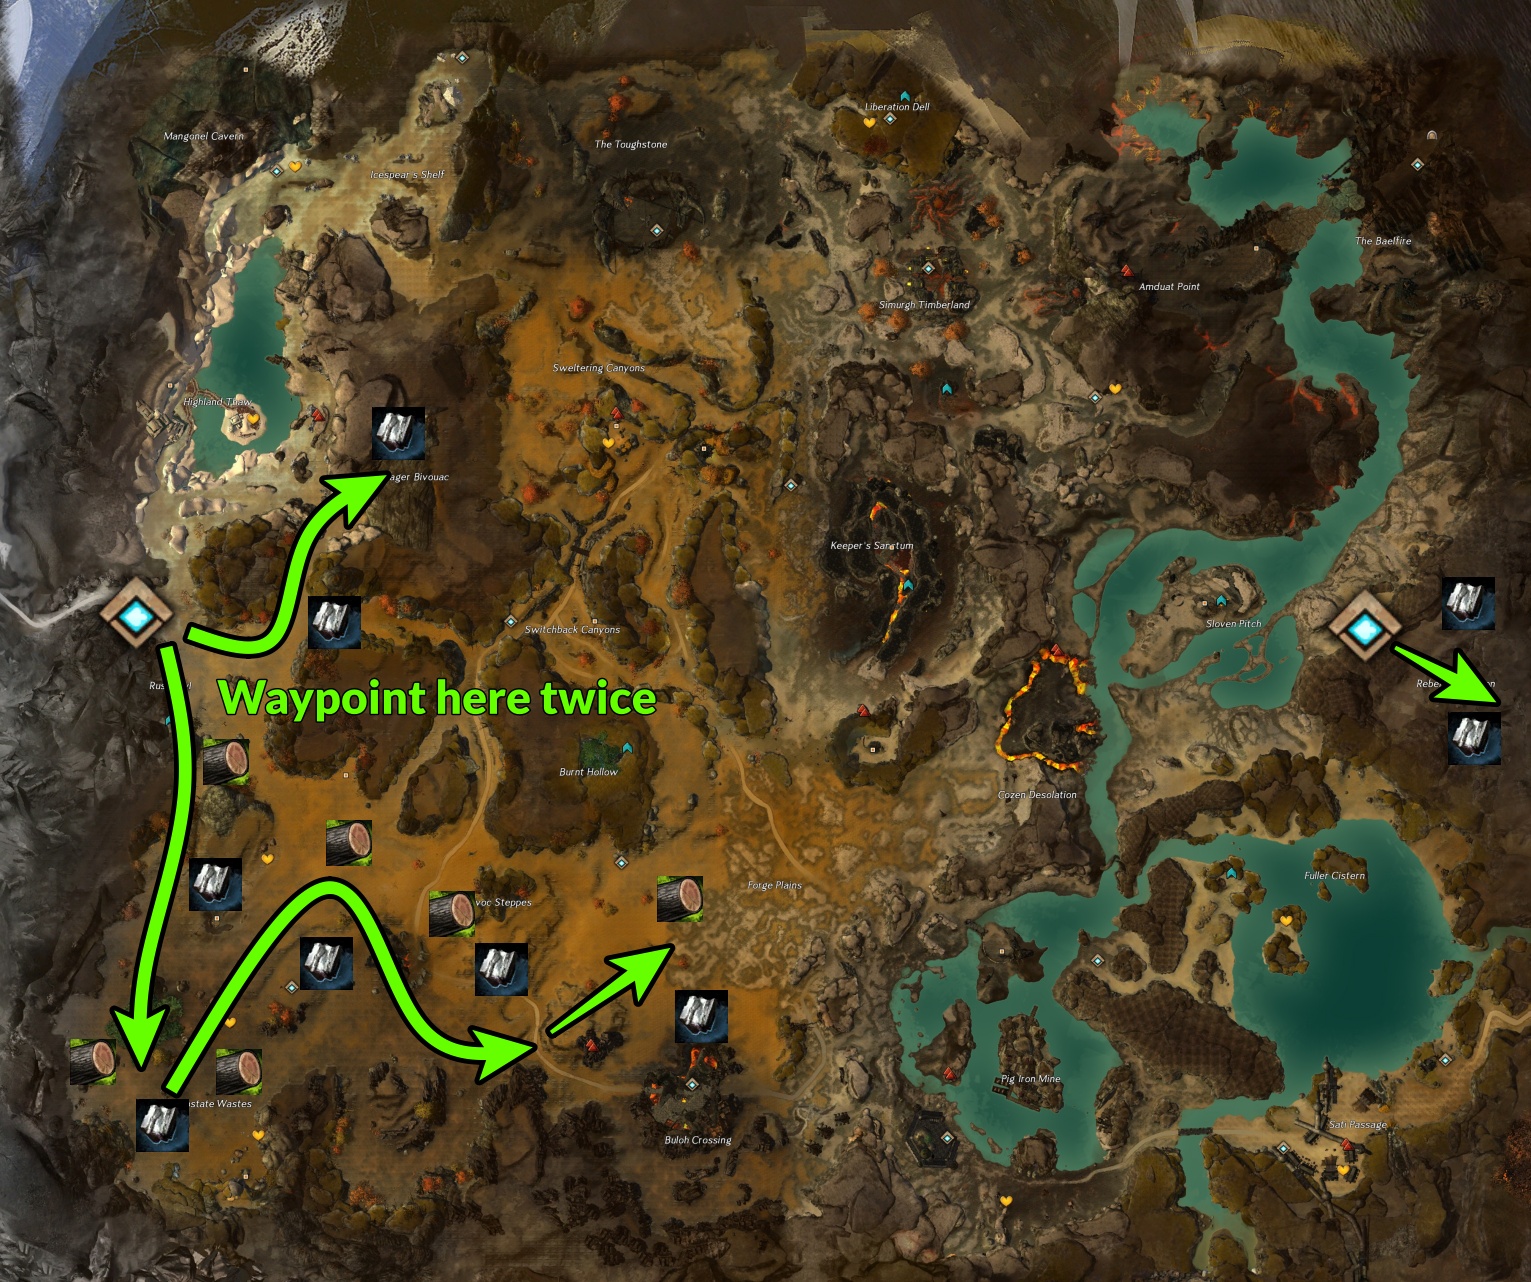 Liberation Dell
Mangonel Cavern
The Toughstone
Icespear's Shelf
The Baelfire
Amduat Point
Simurgh Timberland
Sweltering Canyons
Highland Thaw
ager Bivouac
Keeper's Sanctum
Switchback Canyons
Sloven Pitch
Waypoint here twice
Burnt Hollow
Cozen Desolation
Forge Plains
Fuller Cistern
voc Steppes
Pig Iron Mine
state Wastes
Sati Passage
Buloh Crossing